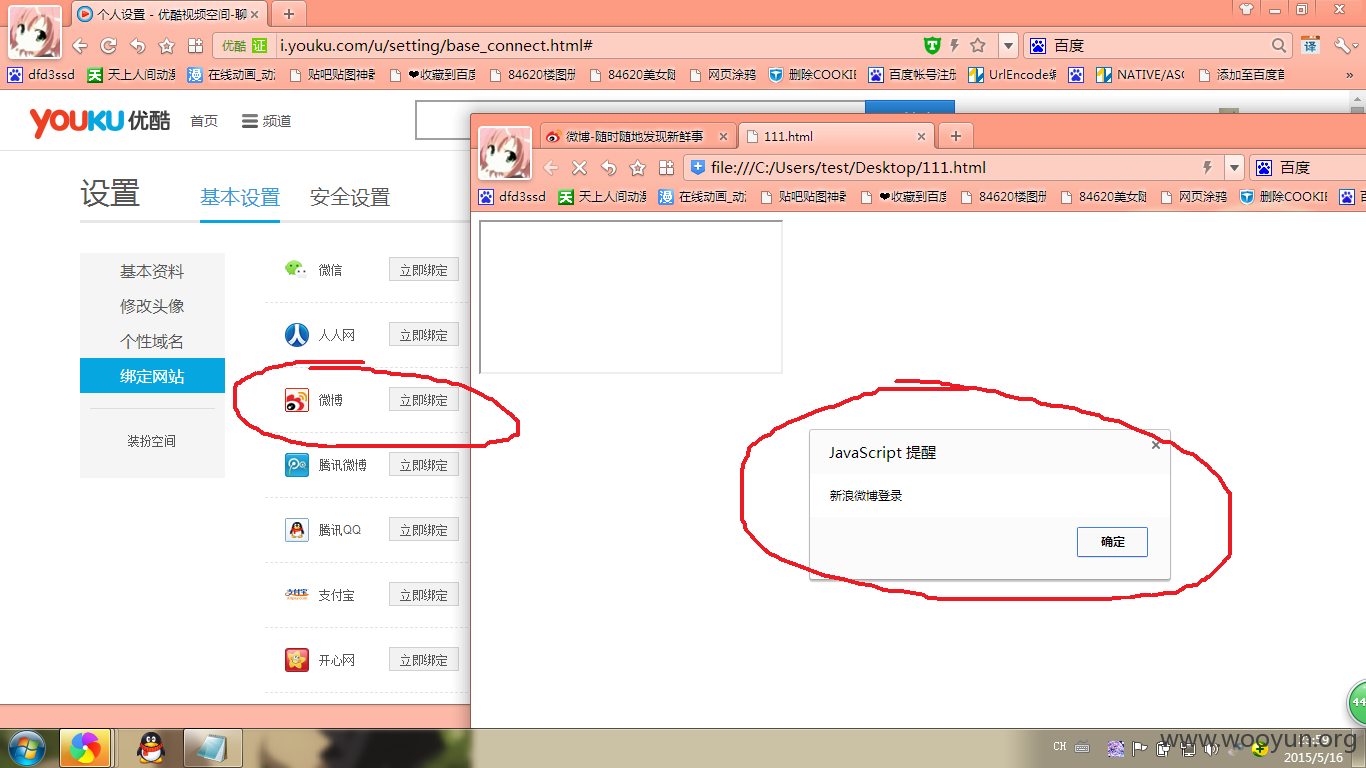 个人设置 - 优酷视频空间-聊
优酷 证 i.youku.com/u/setting/base_connect.html#
百度
译
dfd3ssd 天上人间动漫 在线动画_动漫 贴吧贴图神器 ❤收藏到百度 84620楼图册 84620美女贴 网页涂鸦 删除COOKIE 百度帐号注册 UrlEncode编 NATIVE/ASC 添加至百度首 »
YOUKU 优酷 首页 频道
设置 基本设置 安全设置
基本资料
修改头像
个性域名
绑定网站
装扮空间
微信 立即绑定
人人网 立即绑定
微博 立即绑定
腾讯微博 立即绑定
腾讯QQ 立即绑定
支付宝 立即绑定
开心网 立即绑定
微博-随时随地发现新鲜事 111.html
file:///C:/Users/test/Desktop/111.html 百度
dfd3ssd 天上人间动漫 在线动画_动漫 贴吧贴图神器 ❤收藏到百度 84620楼图册 84620美女贴 网页涂鸦 删除COOKIE
JavaScript 提醒
新浪微博登录
确定
44
CH
2015/5/16
www.wooyun.org